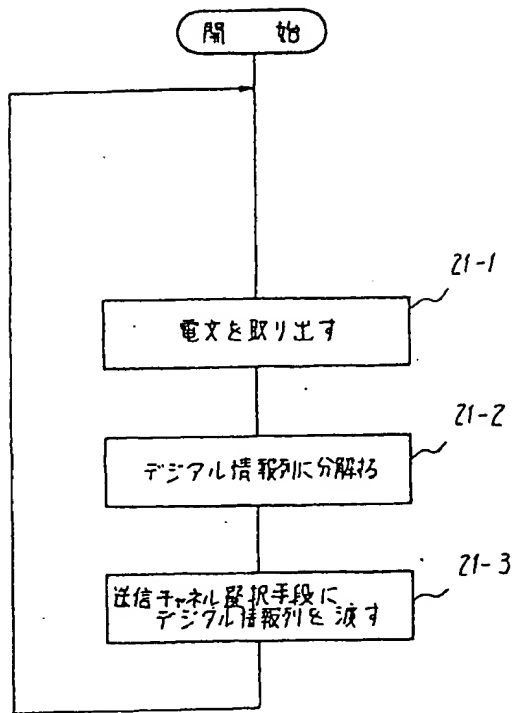 開 始
21-1
電文を取り出す
21-2
デジアル情報列に分解する
21-3
送信チャネル選択手段に
デジタル情報列を渡す